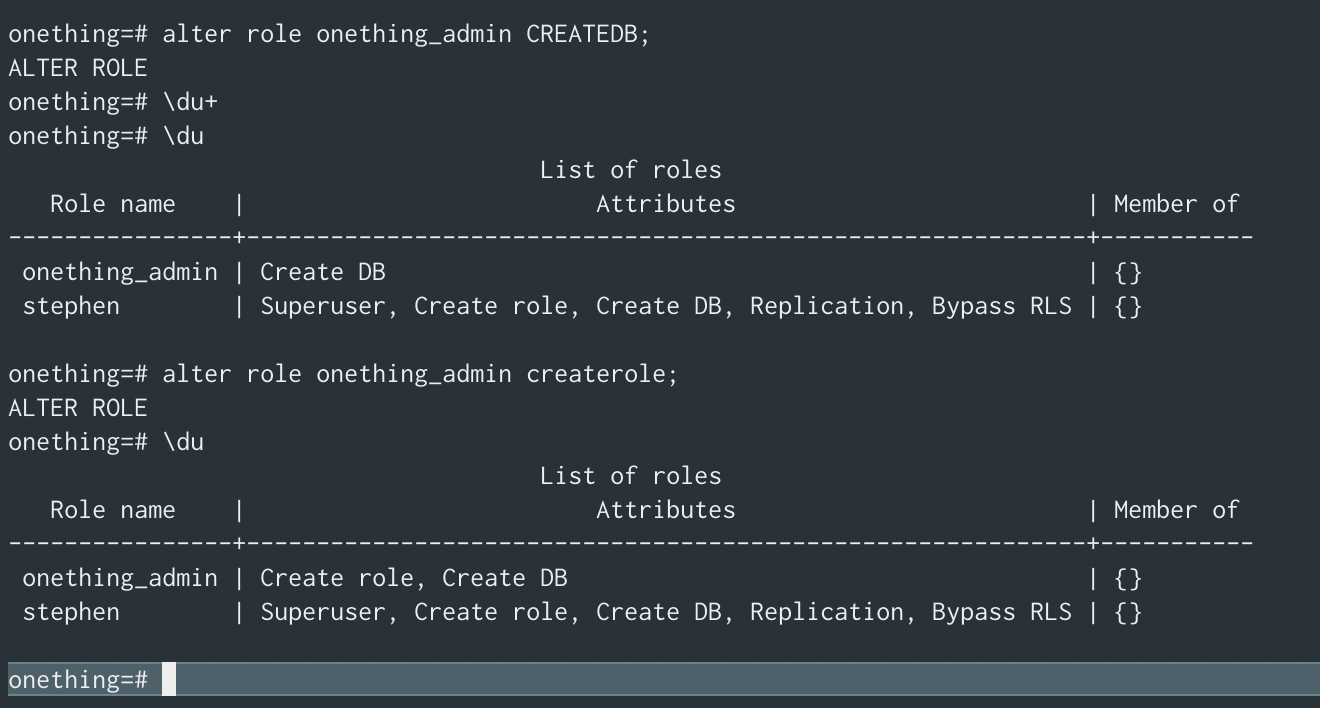 onething=# alter role onething_admin CREATEDB;
ALTER ROLE
onething=# \du+
onething=# \du
                                      List of roles
   Role name    |                         Attributes                         | Member of
----------------+------------------------------------------------------------+-----------
 onething_admin | Create DB                                                  | {}
 stephen        | Superuser, Create role, Create DB, Replication, Bypass RLS | {}

onething=# alter role onething_admin createrole;
ALTER ROLE
onething=# \du
                                      List of roles
   Role name    |                         Attributes                         | Member of
----------------+------------------------------------------------------------+-----------
 onething_admin | Create role, Create DB                                     | {}
 stephen        | Superuser, Create role, Create DB, Replication, Bypass RLS | {}

onething=#